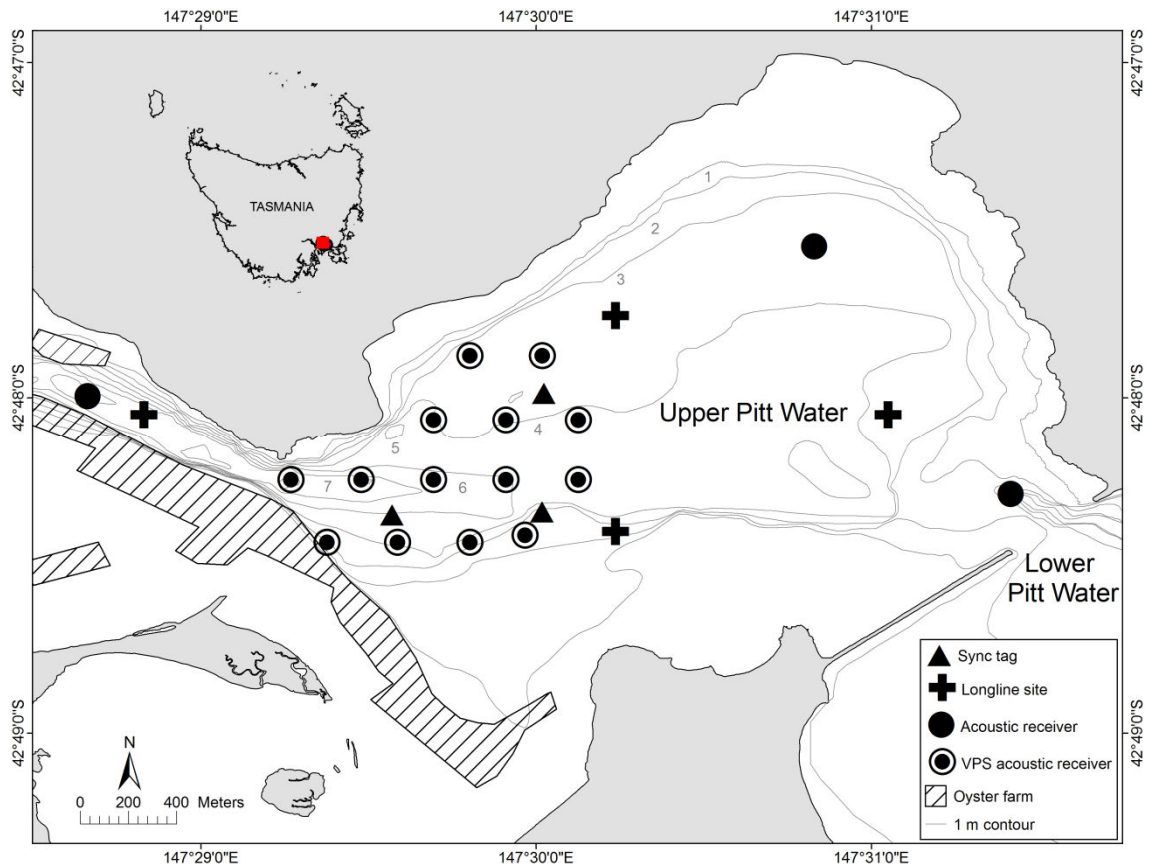 147°29'0"E 147°30'0"E 147°31'0"E
42°47'0"S 42°47'0"S
TASMANIA
1
2
3
42°48'0"S 42°48'0"S
Upper Pitt Water
4
5
7 6
Lower
Pitt Water
Sync tag
Longline site
Acoustic receiver
VPS acoustic receiver
Oyster farm
1 m contour
42°49'0"S 42°49'0"S
N
0 200 400 Meters
147°29'0"E 147°30'0"E 147°31'0"E